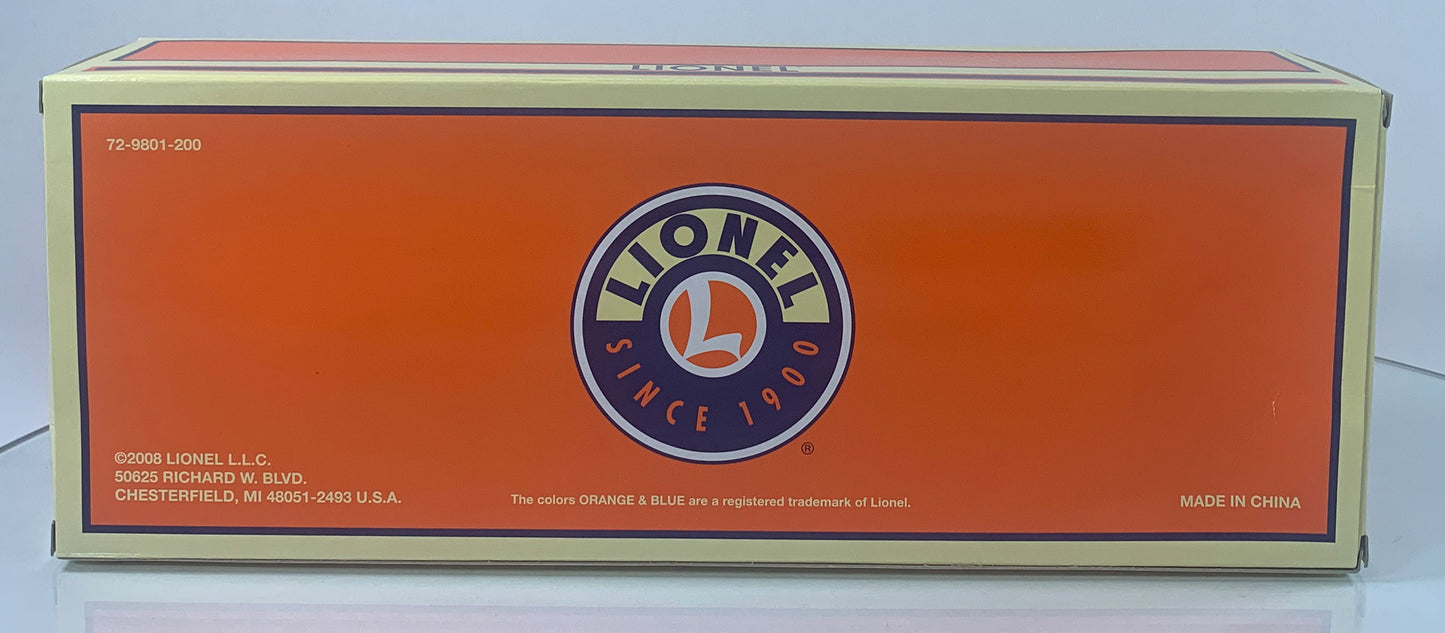 LIONEL
72-9801-200
LIONEL
L
SINCE 1900
®
©2008 LIONEL L.L.C.
50625 RICHARD W. BLVD.
CHESTERFIELD, MI 48051-2493 U.S.A.
The colors ORANGE & BLUE are a registered trademark of Lionel.
MADE IN CHINA